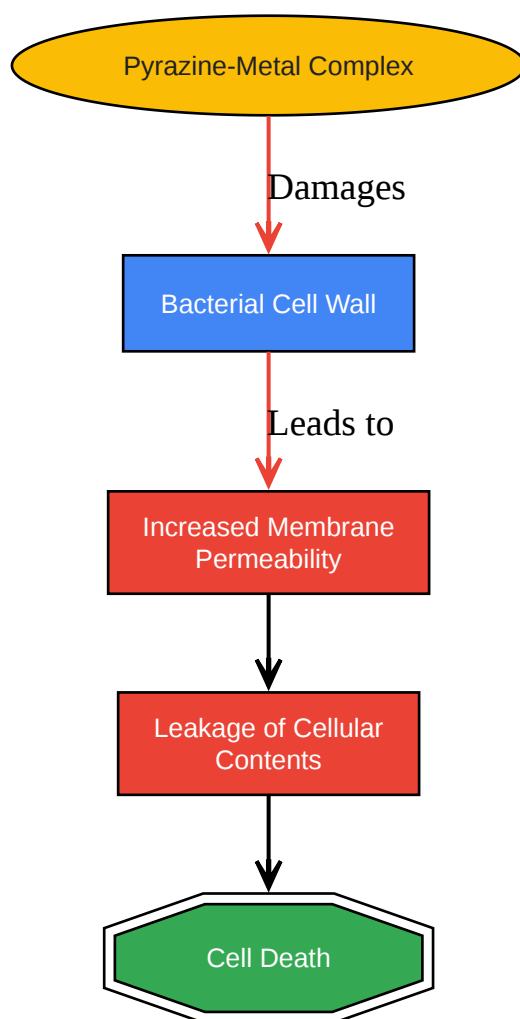 Pyrazine-Metal Complex
Damages
Bacterial Cell Wall
Leads to
Increased Membrane
Permeability
Leakage of Cellular
Contents
Cell Death